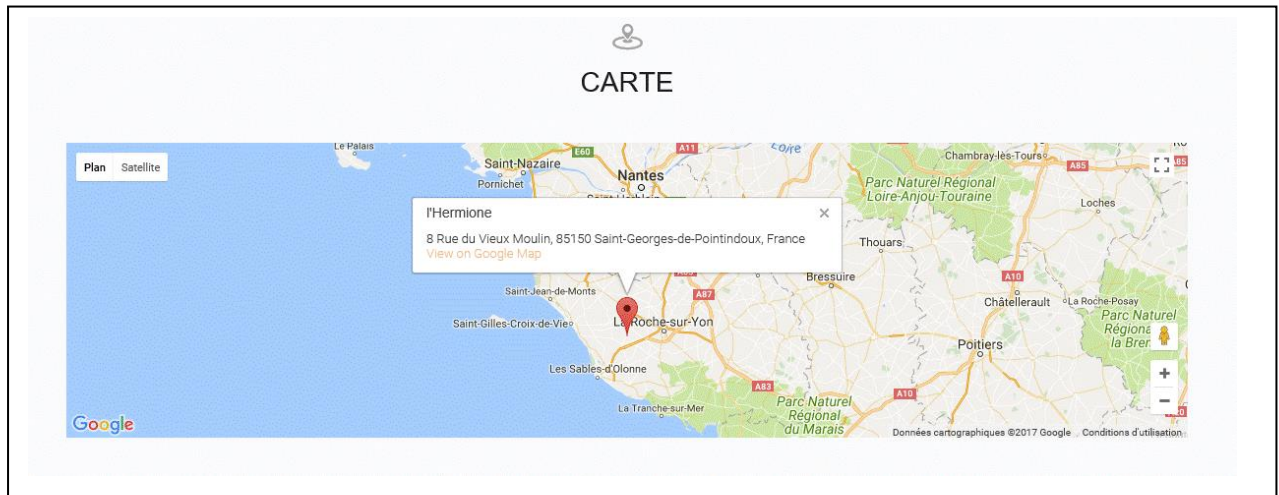 CARTE
Plan Satellite
Le Palais
E60
A11
Loire
Chambray-lès-Tours
A85
A85
Saint-Nazaire
Nantes
Pornichet
Parc Naturel Régional
Loire-Anjou-Touraine
Loches
l'Hermione
×
8 Rue du Vieux Moulin, 85150 Saint-Georges-de-Pointindoux, France
View on Google Map
Thouars
Bressuire
A10
Saint-Jean-de-Monts
A87
Châtellerault
La Roche-Posay
Saint-Gilles-Croix-de-Vie
La Roche-sur-Yon
Parc Naturel
Poitiers
Les Sables-d'Olonne
+
A83
A10
Parc Naturel
Régional
du Marais
La Tranche-sur-Mer
−
Google
Données cartographiques ©2017 Google Conditions d'utilisation